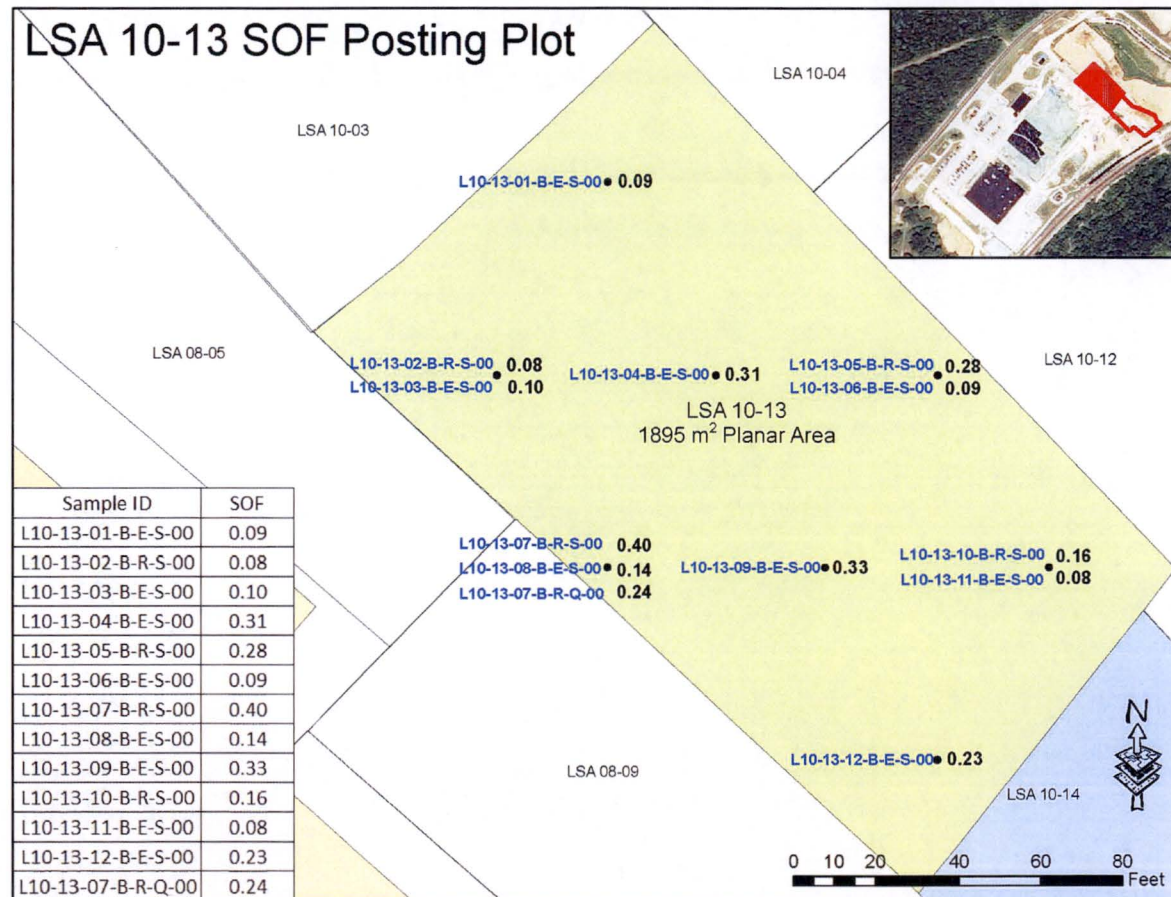 LSA 10-13 SOF Posting Plot
LSA 10-04
LSA 10-03
L10-13-01-B-E-S-00 0.09
LSA 08-05
L10-13-02-B-R-S-00 0.08
L10-13-03-B-E-S-00 0.10
L10-13-04-B-E-S-00 0.31
L10-13-05-B-R-S-00 0.28
L10-13-06-B-E-S-00 0.09
LSA 10-12
LSA 10-13
1895 m² Planar Area
L10-13-07-B-R-S-00 0.40
L10-13-08-B-E-S-00 0.14
L10-13-07-B-R-Q-00 0.24
L10-13-09-B-E-S-00 0.33
L10-13-10-B-R-S-00 0.16
L10-13-11-B-E-S-00 0.08
L10-13-12-B-E-S-00 0.23
LSA 08-09
LSA 10-14
N
0 10 20 40 60 80
Feet
Sample ID SOF
L10-13-01-B-E-S-00 0.09
L10-13-02-B-R-S-00 0.08
L10-13-03-B-E-S-00 0.10
L10-13-04-B-E-S-00 0.31
L10-13-05-B-R-S-00 0.28
L10-13-06-B-E-S-00 0.09
L10-13-07-B-R-S-00 0.40
L10-13-08-B-E-S-00 0.14
L10-13-09-B-E-S-00 0.33
L10-13-10-B-R-S-00 0.16
L10-13-11-B-E-S-00 0.08
L10-13-12-B-E-S-00 0.23
L10-13-07-B-R-Q-00 0.24